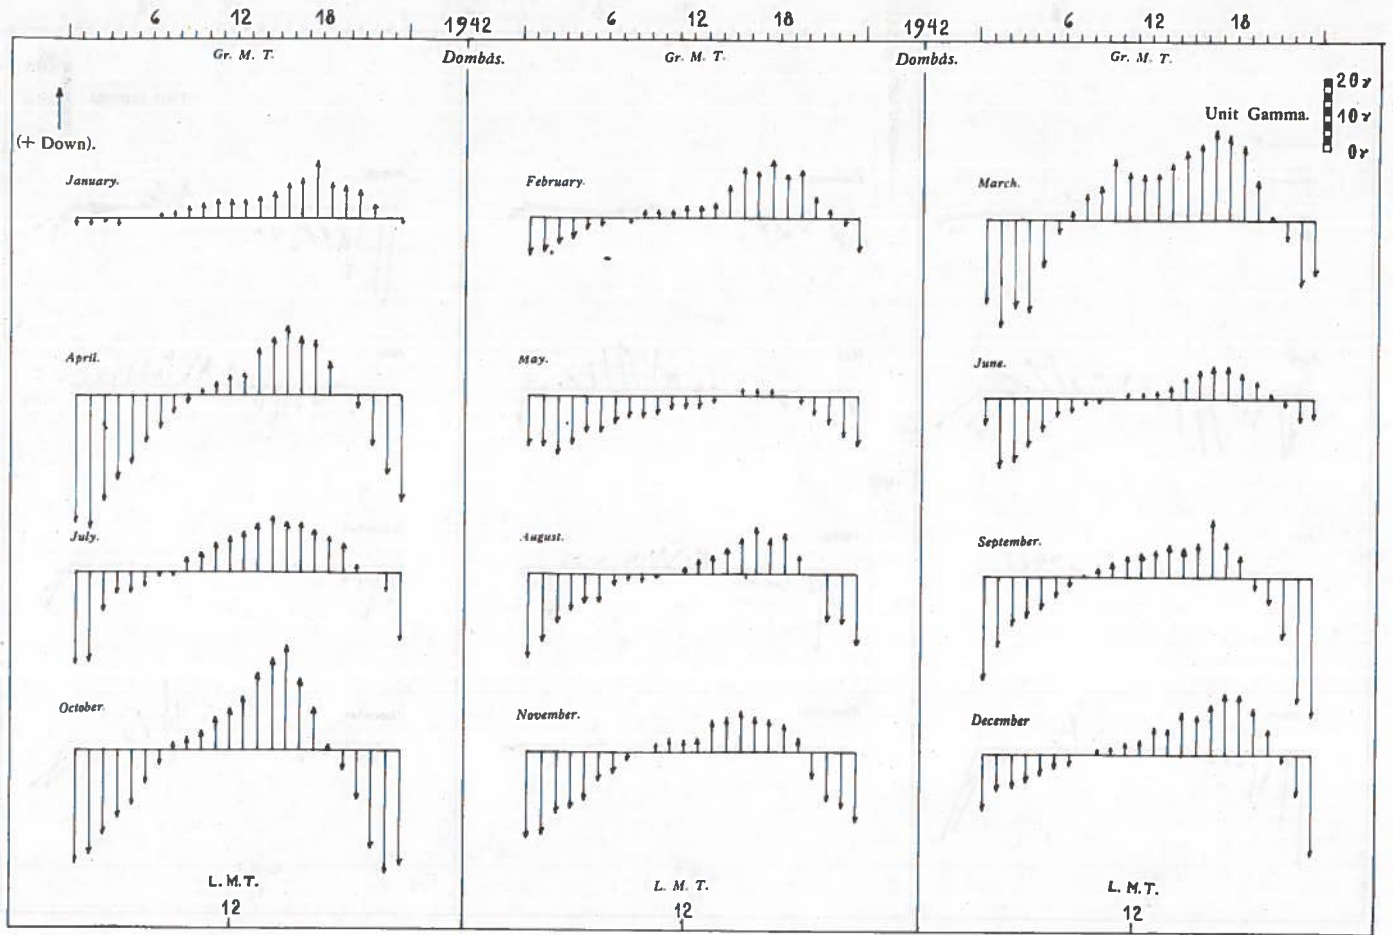 6 12 18 1942 6 12 18 1942 6 12 18
Gr. M. T. Dombås. Gr. M. T. Dombås. Gr. M. T.
20γ
Unit Gamma. 10γ
(+ Down).
0γ
January. February. March.
April. May. June.
July. August. September.
October. November. December
L. M. T. L. M. T. L. M. T.
12 12 12